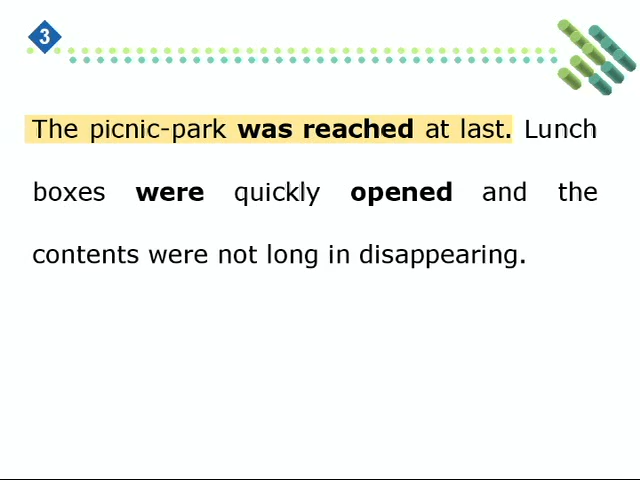 3
The picnic-park was reached at last. Lunch
boxes were quickly opened and the
contents were not long in disappearing.